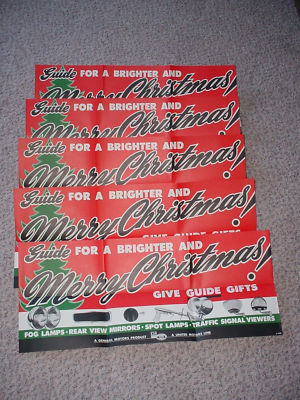 Guide FOR A BRIGHTER AND
Merry Christmas!
Guide FOR A BRIGHTER AND
Merry Christmas!
Guide FOR A BRIGHTER AND
Merry Christmas!
Guide FOR A BRIGHTER AND
Merry Christmas!
GIVE GUIDE GIFTS
Guide FOR A BRIGHTER AND
Merry Christmas!
GIVE GUIDE GIFTS
FOG LAMPS · REAR VIEW MIRRORS · SPOT LAMPS · TRAFFIC SIGNAL VIEWERS
A GENERAL MOTORS PRODUCT
A UNITED MOTORS LINE